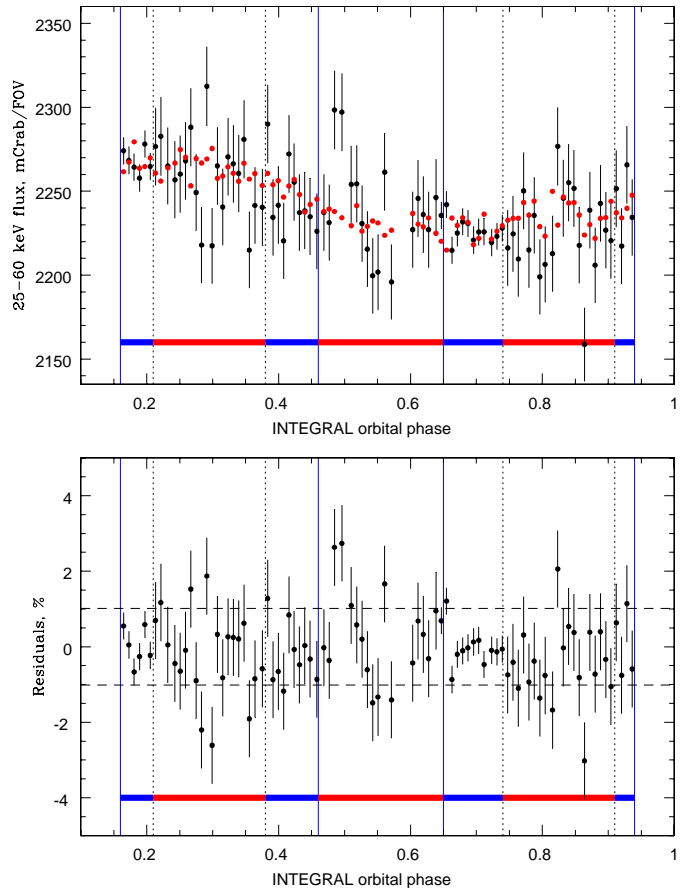 2350
2300
2250
2200
2150
25−60 keV flux, mCrab/FOV
0.2 0.4 0.6 0.8 1
INTEGRAL orbital phase
4
2
0
-2
-4
Residuals, %
0.2 0.4 0.6 0.8 1
INTEGRAL orbital phase